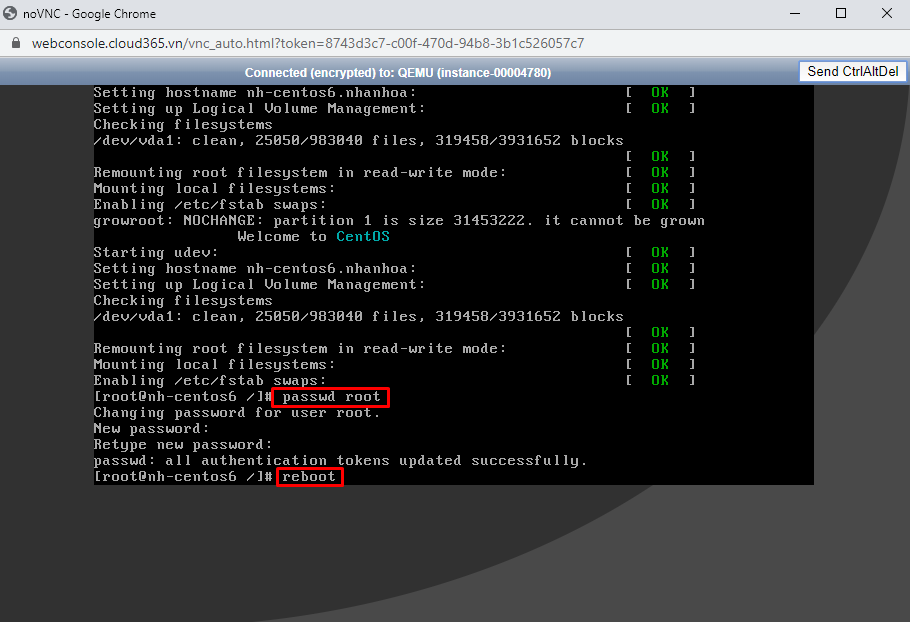 noVNC - Google Chrome
webconsole.cloud365.vn/vnc_auto.html?token=8743d3c7-c00f-470d-94b8-3b1c526057c7
Connected (encrypted) to: QEMU (instance-00004780)
Send CtrlAltDel
Setting hostname nh-centos6.nhanhoa: [ OK ]
Setting up Logical Volume Management: [ OK ]
Checking filesystems
/dev/vda1: clean, 25050/983040 files, 319458/3931652 blocks
[ OK ]
Remounting root filesystem in read-write mode: [ OK ]
Mounting local filesystems: [ OK ]
Enabling /etc/fstab swaps: [ OK ]
growroot: NOCHANGE: partition 1 is size 31453222. it cannot be grown
Welcome to CentOS
Starting udev: [ OK ]
Setting hostname nh-centos6.nhanhoa: [ OK ]
Setting up Logical Volume Management: [ OK ]
Checking filesystems
/dev/vda1: clean, 25050/983040 files, 319458/3931652 blocks
[ OK ]
Remounting root filesystem in read-write mode: [ OK ]
Mounting local filesystems: [ OK ]
Enabling /etc/fstab swaps: [ OK ]
[root@nh-centos6 /]# passwd root
Changing password for user root.
New password:
Retype new password:
passwd: all authentication tokens updated successfully.
[root@nh-centos6 /]# reboot